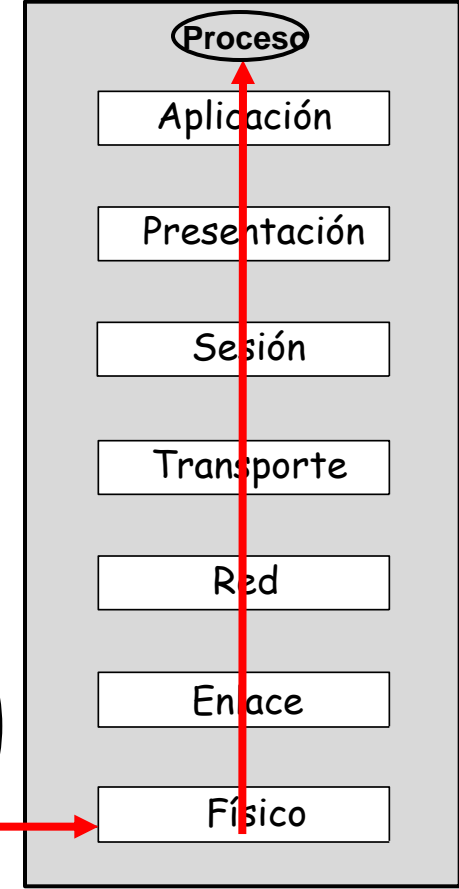 Proceso
Aplicación
Presentación
Sesión
Transporte
Red
Enlace
Físico